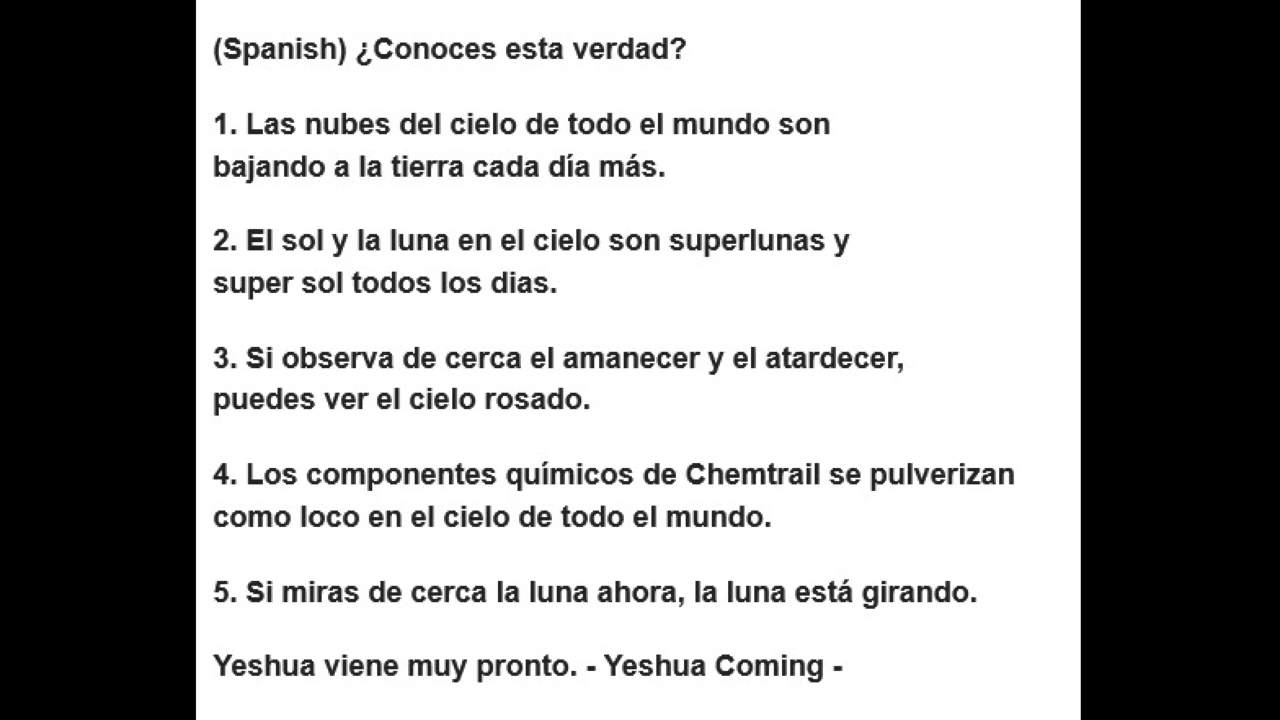 (Spanish) ¿Conoces esta verdad?
1. Las nubes del cielo de todo el mundo son
bajando a la tierra cada día más.
2. El sol y la luna en el cielo son superlunas y
super sol todos los dias.
3. Si observa de cerca el amanecer y el atardecer,
puedes ver el cielo rosado.
4. Los componentes químicos de Chemtrail se pulverizan
como loco en el cielo de todo el mundo.
5. Si miras de cerca la luna ahora, la luna está girando.
Yeshua viene muy pronto. - Yeshua Coming -